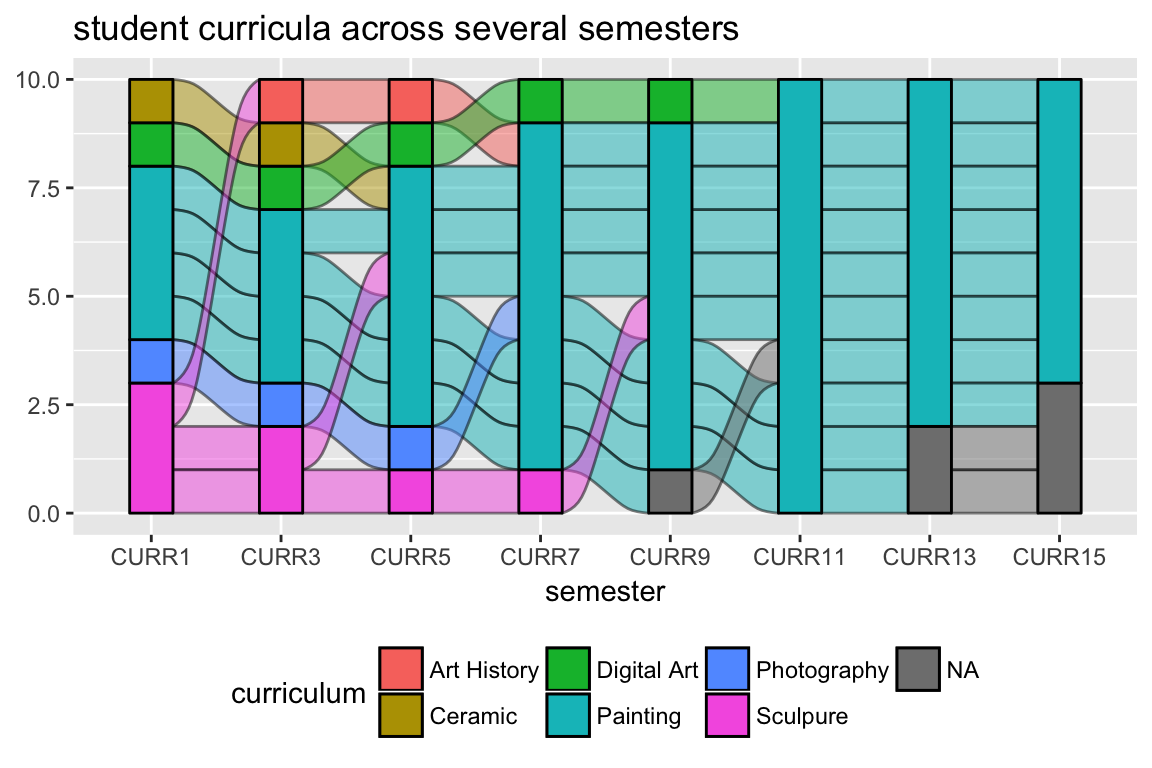 student curricula across several semesters
10.0
7.5
5.0
2.5
0.0
CURR1 CURR3 CURR5 CURR7 CURR9 CURR11 CURR13 CURR15
semester
curriculum
Art History Digital Art Photography NA
Ceramic Painting Sculpure